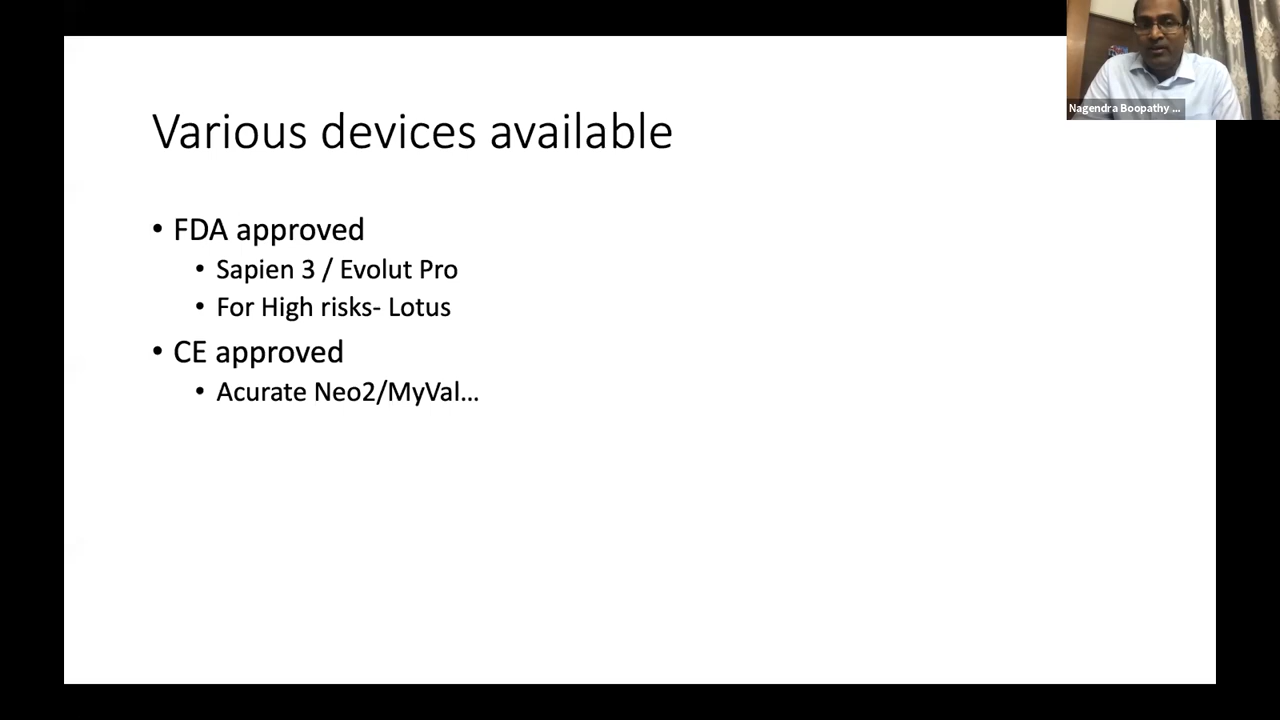 Nagendra Boopathy ...
Various devices available
• FDA approved
• Sapien 3 / Evolut Pro
• For High risks- Lotus
• CE approved
• Acurate Neo2/MyVal...